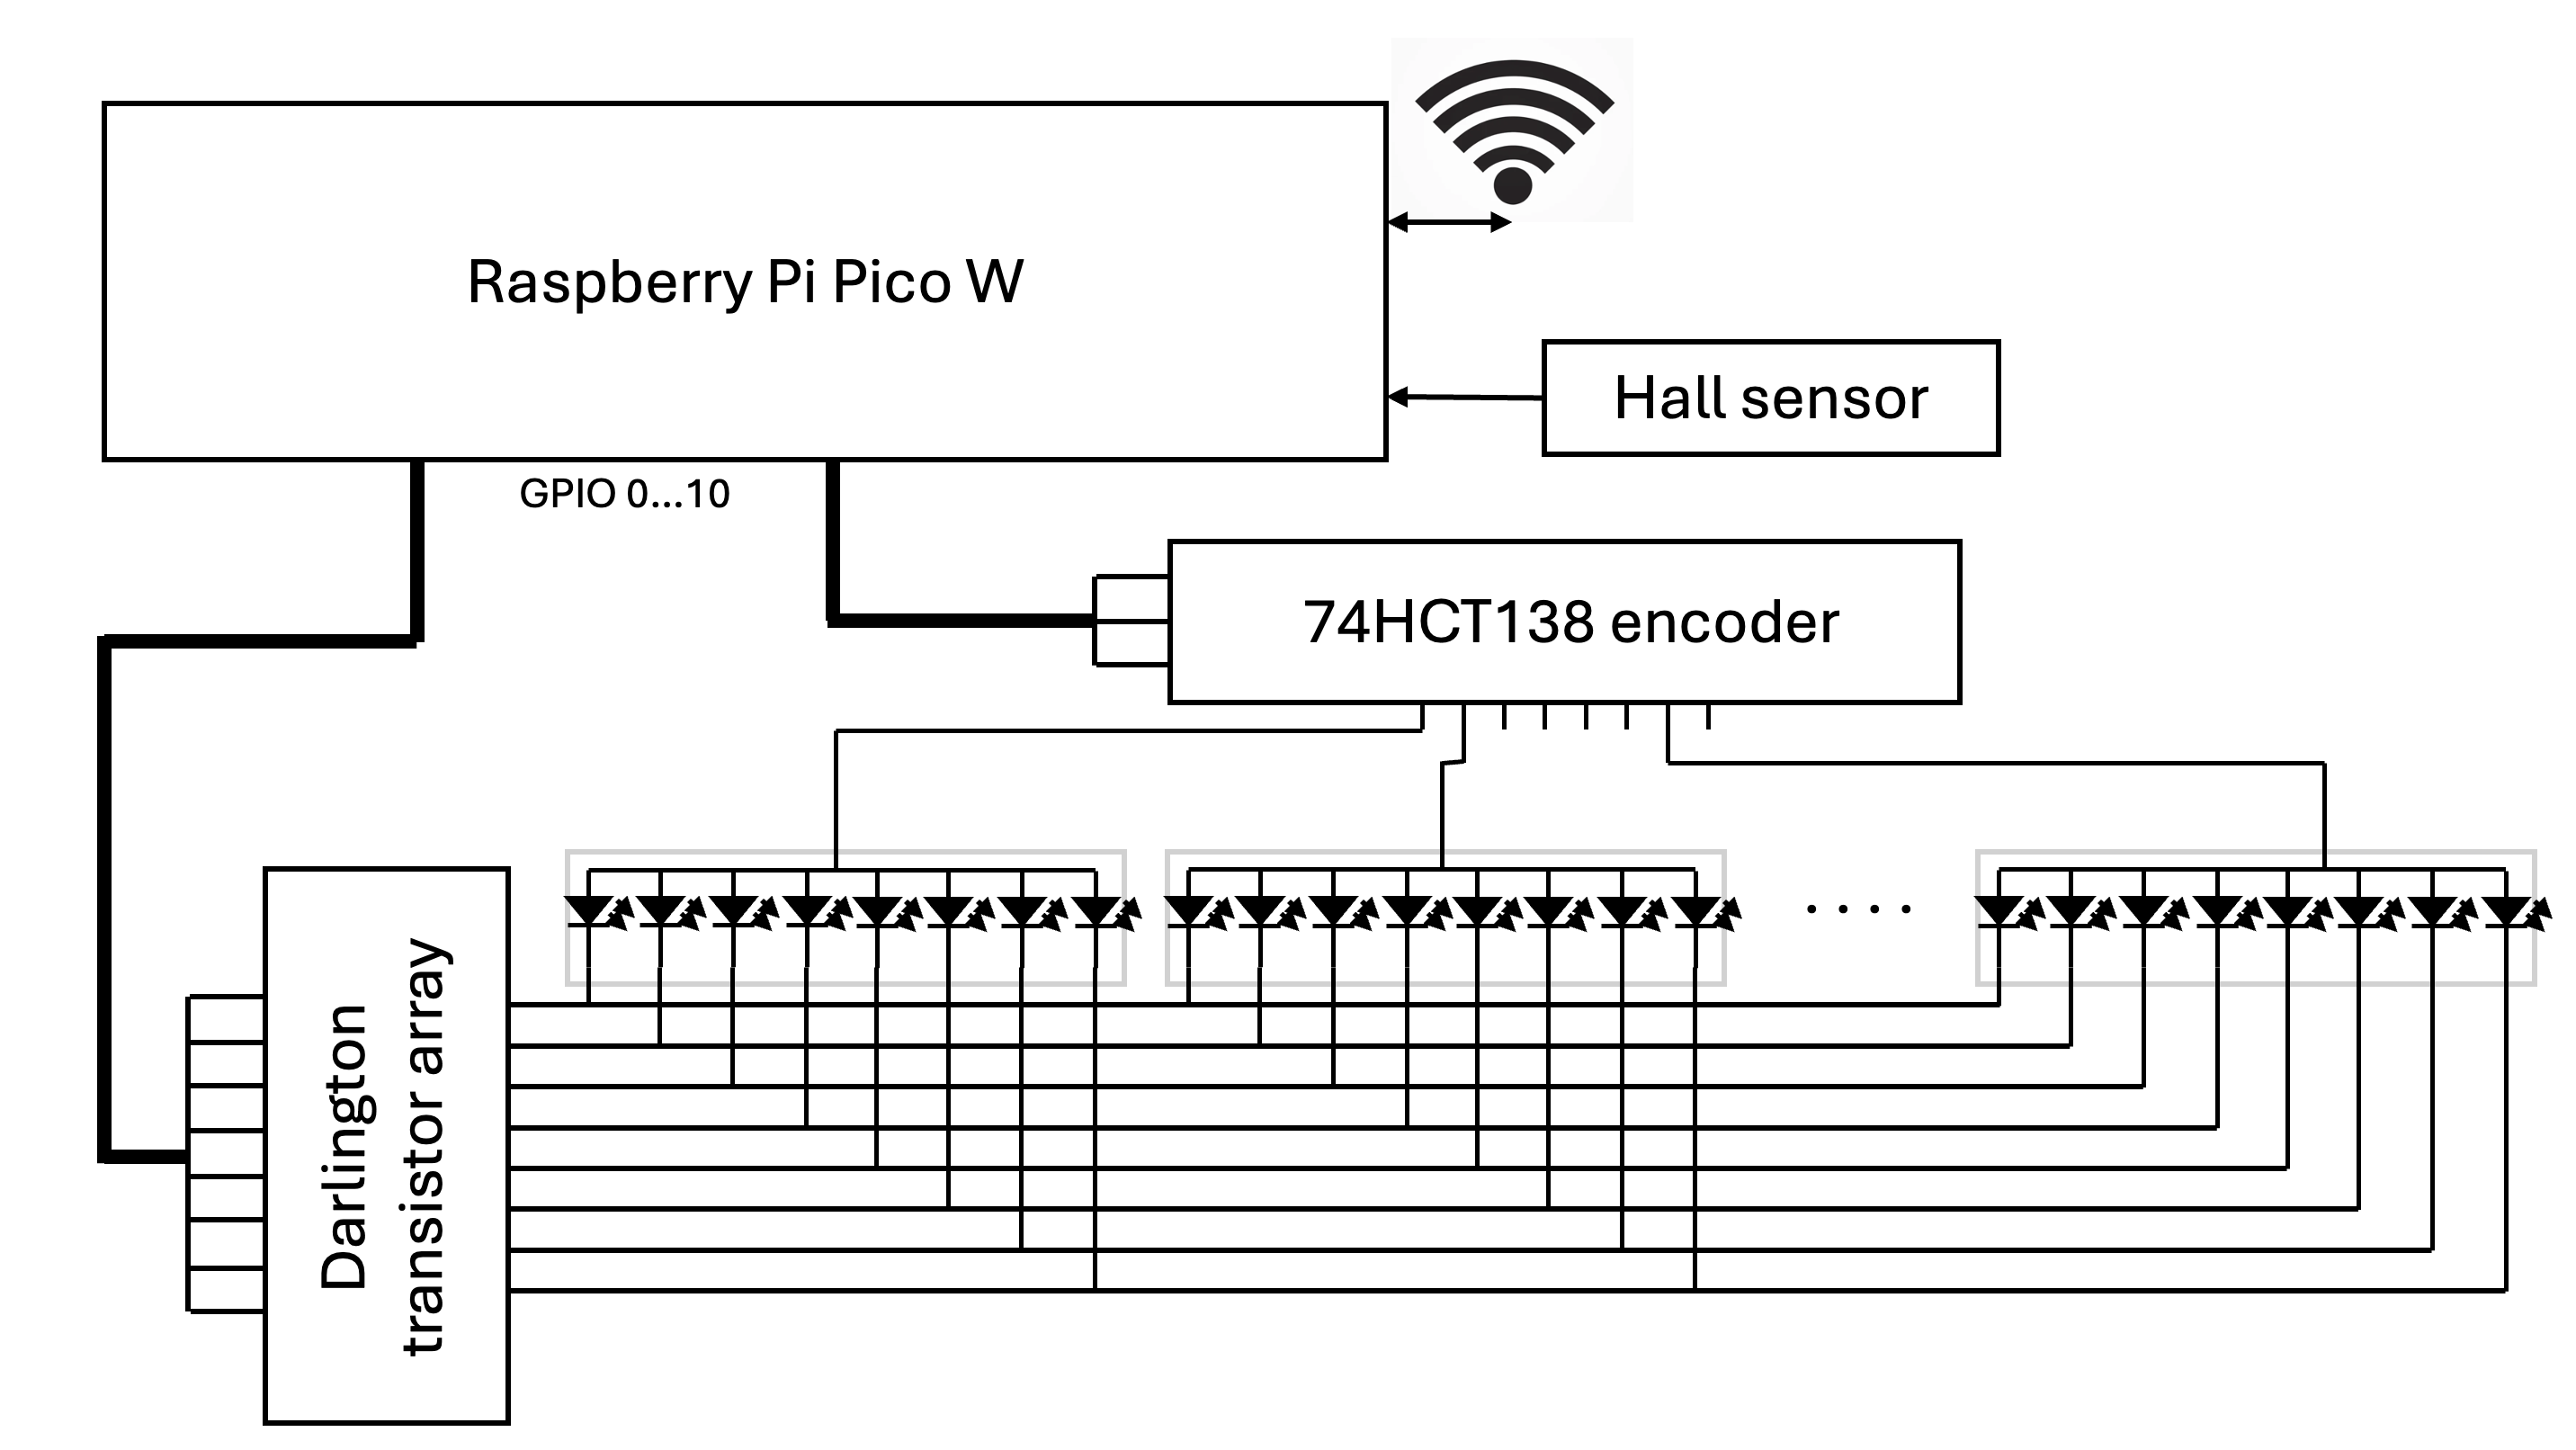 Raspberry Pi Pico W
Hall sensor
GPIO 0...10
74HCT138 encoder
Darlington
transistor array
. . . .